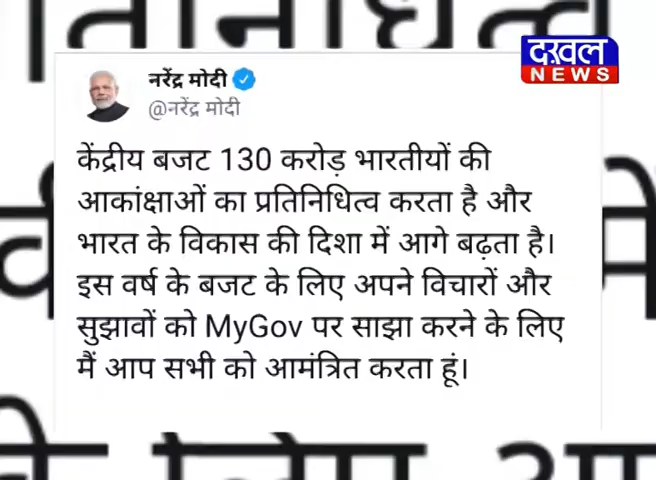 दखल
NEWS
नरेंद्र मोदी
@नरेंद्र मोदी
केंद्रीय बजट 130 करोड़ भारतीयों की
आकांक्षाओं का प्रतिनिधित्व करता है और
भारत के विकास की दिशा में आगे बढ़ता है।
इस वर्ष के बजट के लिए अपने विचारों और
सुझावों को MyGov पर साझा करने के लिए
मैं आप सभी को आमंत्रित करता हूं।